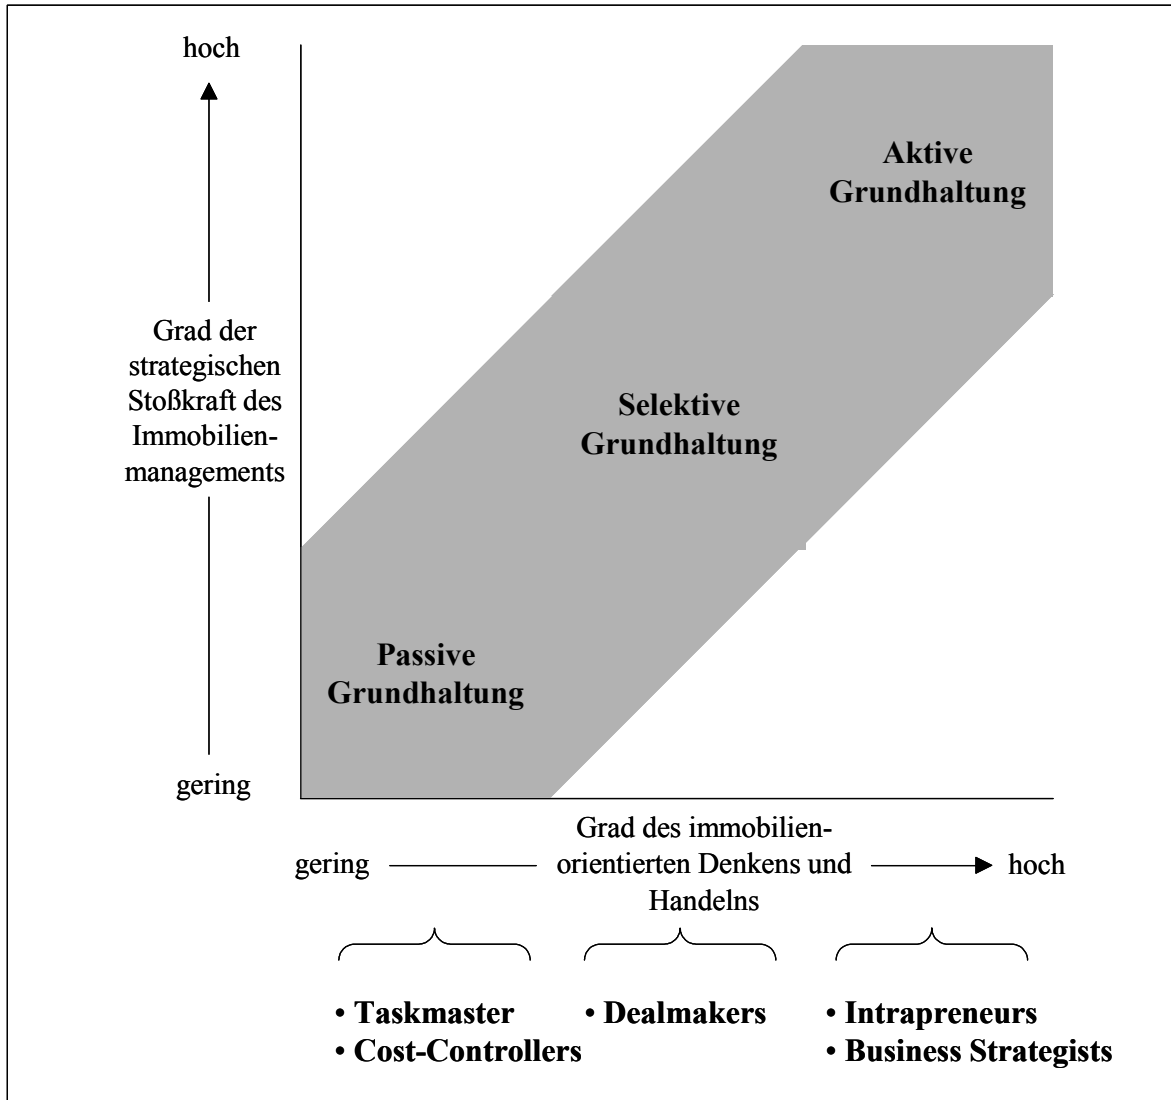 hoch
Aktive
Grundhaltung
Grad der
strategischen
Stoßkraft des
Immobilien-
managements
Selektive
Grundhaltung
Passive
Grundhaltung
gering
Grad des immobilien-
gering orientierten Denkens und hoch
Handelns
• Taskmaster • Dealmakers • Intrapreneurs
• Cost-Controllers • Business Strategists